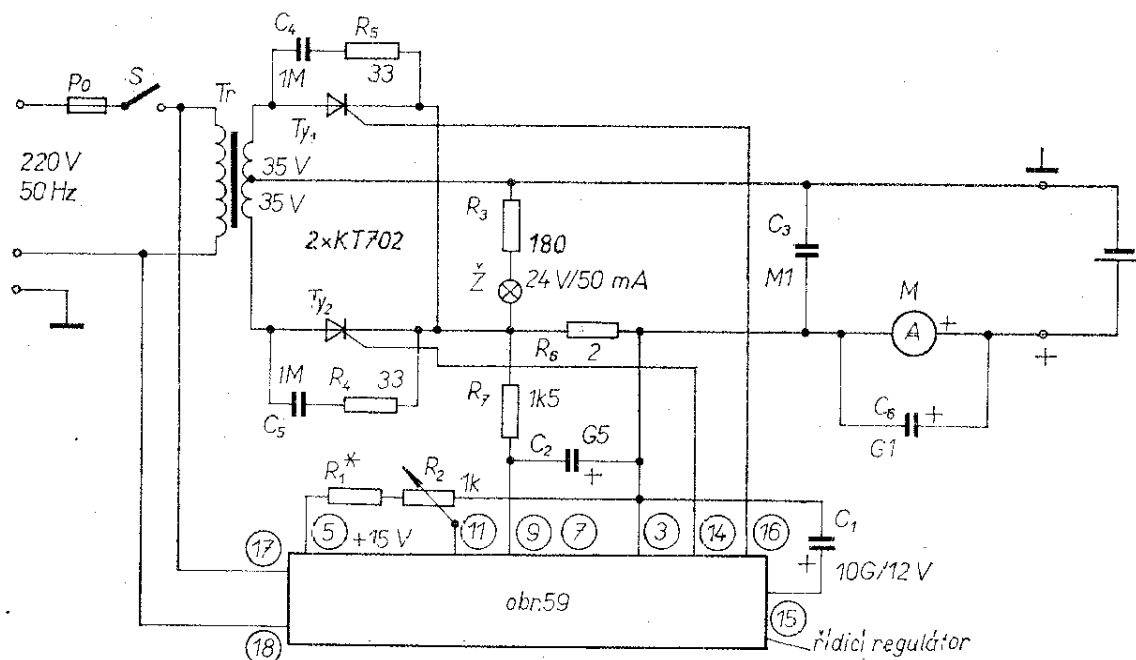 C₄
R₅
1M
33
Po
S
Tr
Ty₁
220 V
50 Hz
35 V
35 V
2×KT702
R₃
180
Ž
24 V/50 mA
C₃
M1
M
A
+
+
Ty₂
R₆
2
1M
R₄
33
C₅
R₇
1k5
C₂
G5
+
C₆
+
G1
R₁*
R₂
1k
5
+15 V
11
9
7
3
14
16
C₁
+
10G/12 V
17
18
15
obr.59
řídicí regulátor